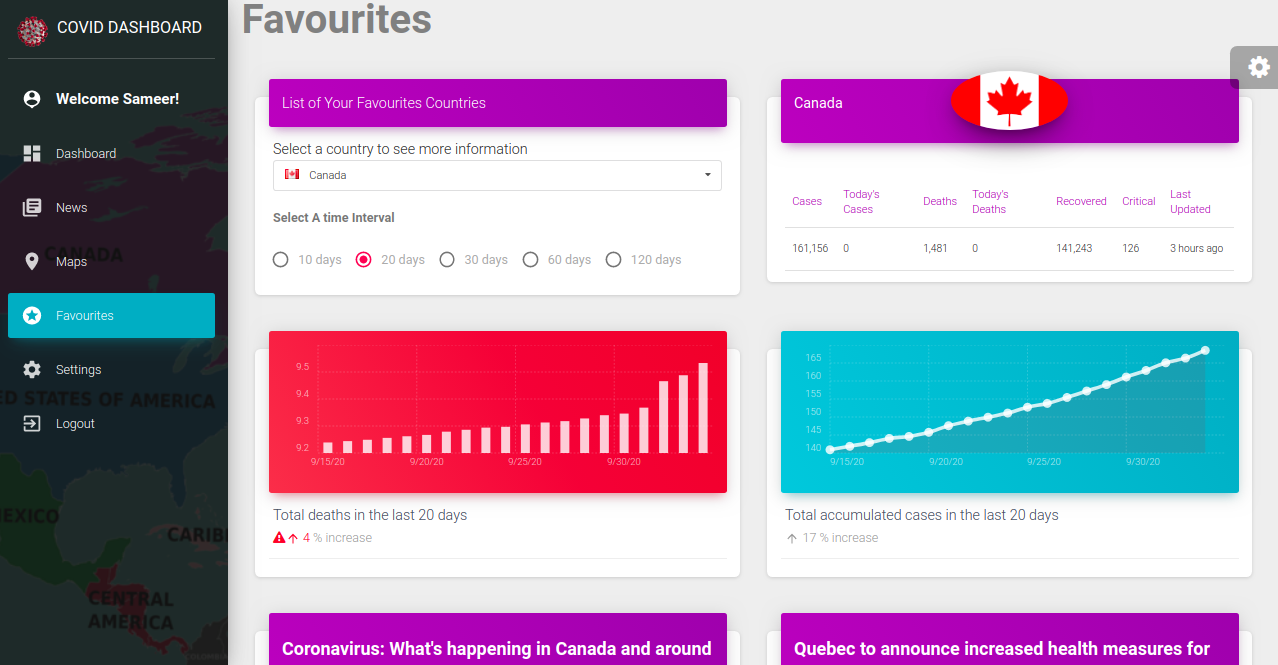 COVID DASHBOARD
Welcome Sameer!
Dashboard
News
CANADA
Maps
Favourites
Settings
ED STATES OF AMERICA
Logout
MEXICO
CARIB
CENTRAL
AMERICA
Favourites
List of Your Favourites Countries
Select a country to see more information
Canada
Select A time Interval
10 days 20 days 30 days 60 days 120 days
Canada
Cases Today's Cases Deaths Today's Deaths Recovered Critical Last Updated
161,156 0 1,481 0 141,243 126 3 hours ago
9.5
9.4
9.3
9.2
9/15/20 9/20/20 9/25/20 9/30/20
Total deaths in the last 20 days
4 % increase
165
160
155
150
145
140
9/15/20 9/20/20 9/25/20 9/30/20
Total accumulated cases in the last 20 days
17 % increase
Coronavirus: What's happening in Canada and around
Quebec to announce increased health measures for